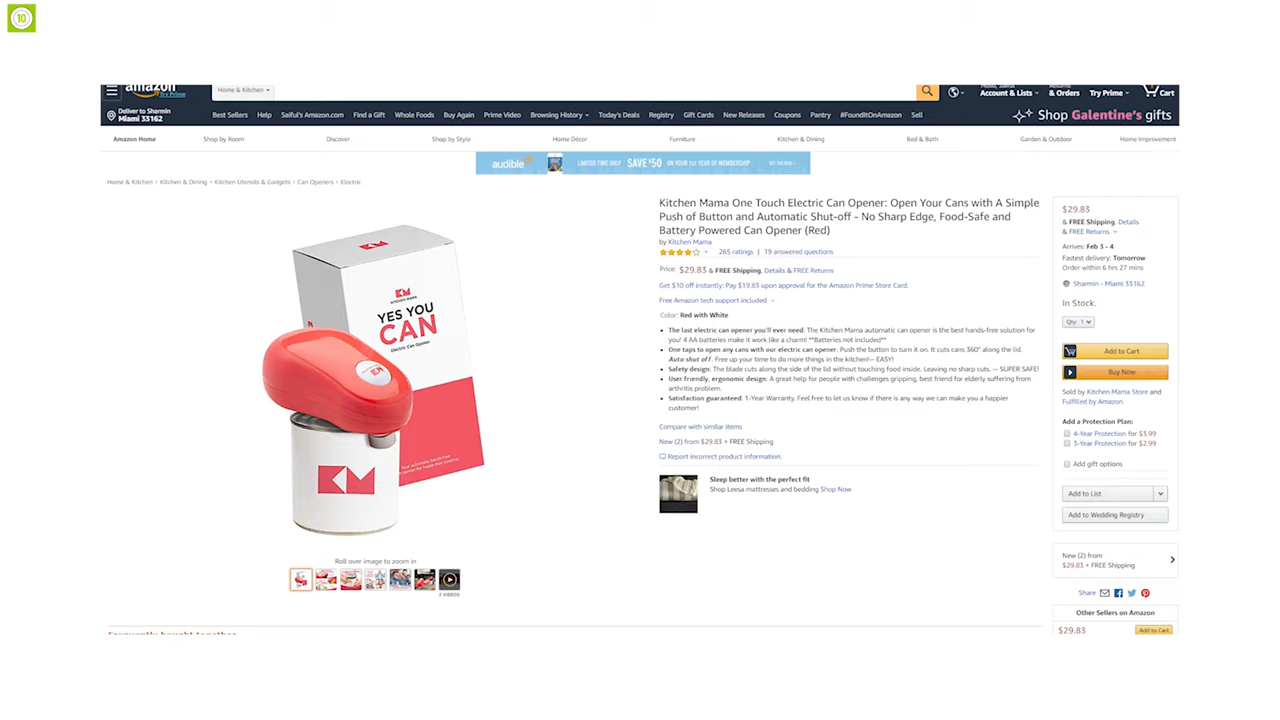 10
amazon
Try Prime
Home & Kitchen
Account & Lists
& Orders
Try Prime
Cart
Deliver to Sharmin
Miami 33162
Best Sellers
Help
Saiful's Amazon.com
Find a Gift
Whole Foods
Buy Again
Prime Video
Browsing History
Today's Deals
Registry
Gift Cards
New Releases
Coupons
Pantry
#FoundItOnAmazon
Sell
Shop Galentine's gifts
Amazon Home
Shop by Room
Discover
Shop by Style
Home Décor
Furniture
Kitchen & Dining
Bed & Bath
Garden & Outdoor
Home Improvement
audible
LIMITED TIME ONLY
SAVE $50
ON YOUR 1ST YEAR OF MEMBERSHIP
Home & Kitchen › Kitchen & Dining › Kitchen Utensils & Gadgets › Can Openers › Electric
KM
KITCHEN MAMA
YES YOU
CAN
Electric Can Opener
KM
Roll over image to zoom in
2 VIDEOS
Kitchen Mama One Touch Electric Can Opener: Open Your Cans with A Simple
Push of Button and Automatic Shut-off - No Sharp Edge, Food-Safe and
Battery Powered Can Opener (Red)
by Kitchen Mama
265 ratings | 19 answered questions
Price: $29.83 & FREE Shipping. Details & FREE Returns
Get $10 off instantly: Pay $19.83 upon approval for the Amazon Prime Store Card.
Free Amazon tech support included
Color: Red with White
• The last electric can opener you'll ever need: The Kitchen Mama automatic can opener is the best hands-free solution for
you! 4 AA batteries make it work like a charm! **Batteries not included**
• One taps to open any cans with our electric can opener. Push the button to turn it on. It cuts cans 360° along the lid.
Auto shut off. Free up your time to do more things in the kitchen!-- EASY!
• Safety design: The blade cuts along the side of the lid without touching food inside. Leaving no sharp cuts. -- SUPER SAFE!
• User friendly, ergonomic design: A great help for people with challenges gripping, best friend for elderly suffering from
arthritis problem.
• Satisfaction guaranteed: 1-Year Warranty. Feel free to let us know if there is any way we can make you a happier
customer!
Compare with similar items
New (2) from $29.83 + FREE Shipping
Report incorrect product information.
Sleep better with the perfect fit
Shop Leesa mattresses and bedding Shop Now
$29.83
& FREE Shipping. Details
& FREE Returns
Arrives: Feb 3 - 4
Fastest delivery: Tomorrow
Order within 6 hrs 27 mins
Sharmin - Miami 33162
In Stock.
Qty: 1
Add to Cart
Buy Now
Sold by Kitchen Mama Store and
Fulfilled by Amazon.
Add a Protection Plan:
4-Year Protection for $3.99
3-Year Protection for $2.99
Add gift options
Add to List
Add to Wedding Registry
New (2) from
$29.83 + FREE Shipping
Share
Other Sellers on Amazon
$29.83
Add to Cart
Frequently bought together